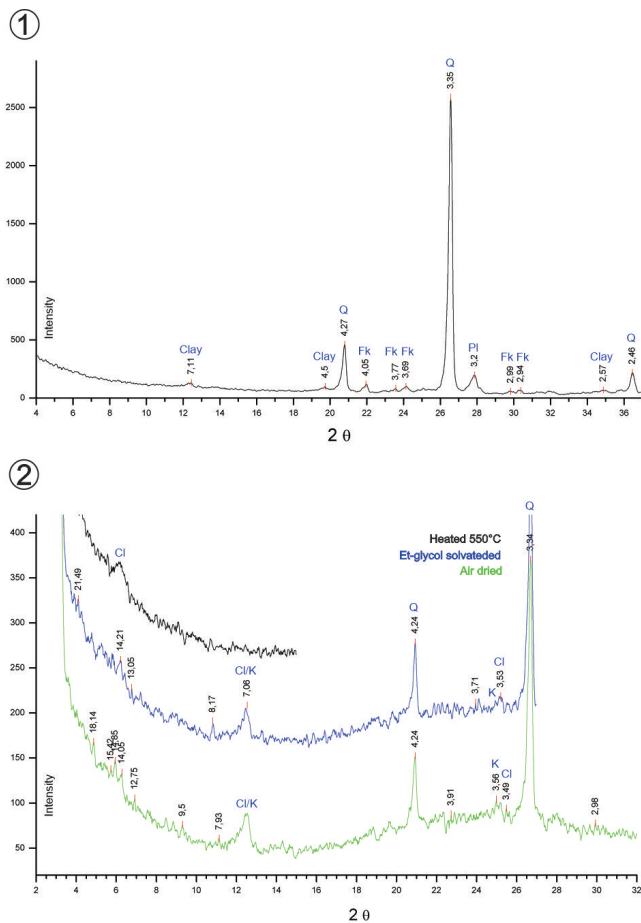 ①
Q
3,35
2500
2000
1500
1000
500
0
Intensity
Clay
7,11
Clay
4,5
Q
4,27
Fk
4,05
Fk
3,77
Fk
3,69
Pl
3,2
Fk
2,99
Fk
2,94
Clay
2,57
Q
2,46
4 6 8 10 12 14 16 18 20 22 24 26 28 30 32 34 36
2 θ
②
Q
3,34
Heated 550°C
Et-glycol solvateded
Air dried
400
350
300
250
200
150
100
50
Intensity
Cl
21,49
14,21
13,05
8,17
Cl/K
7,06
Q
4,24
3,71
K
Cl
3,53
18,14
15,42
14,05
12,75
9,5
7,93
Cl/K
4,24
3,91
K
3,56
Cl
3,49
2,98
2 4 6 8 10 12 14 16 18 20 22 24 26 28 30 32
2 θ